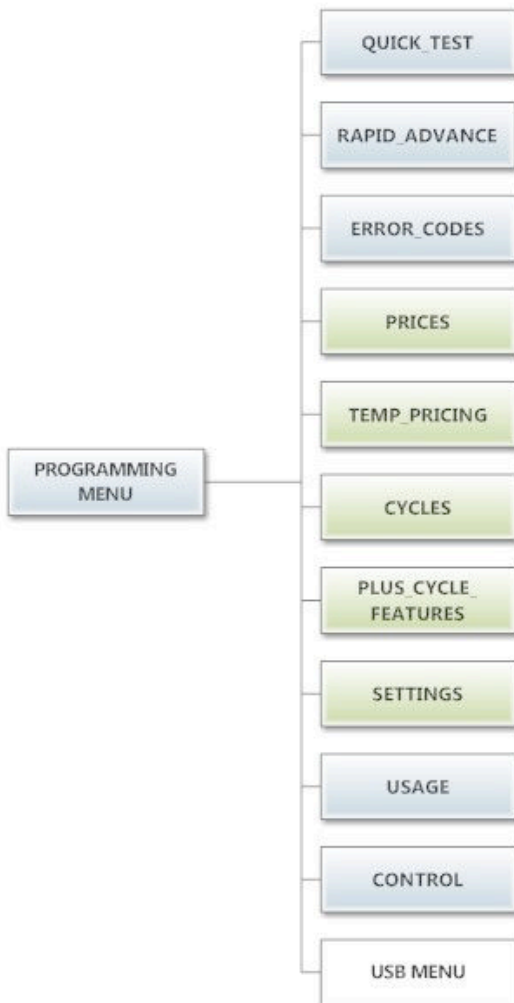 QUICK_TEST
RAPID_ADVANCE
ERROR_CODES
PRICES
TEMP_PRICING
PROGRAMMING
MENU
CYCLES
PLUS_CYCLE_
FEATURES
SETTINGS
USAGE
CONTROL
USB MENU